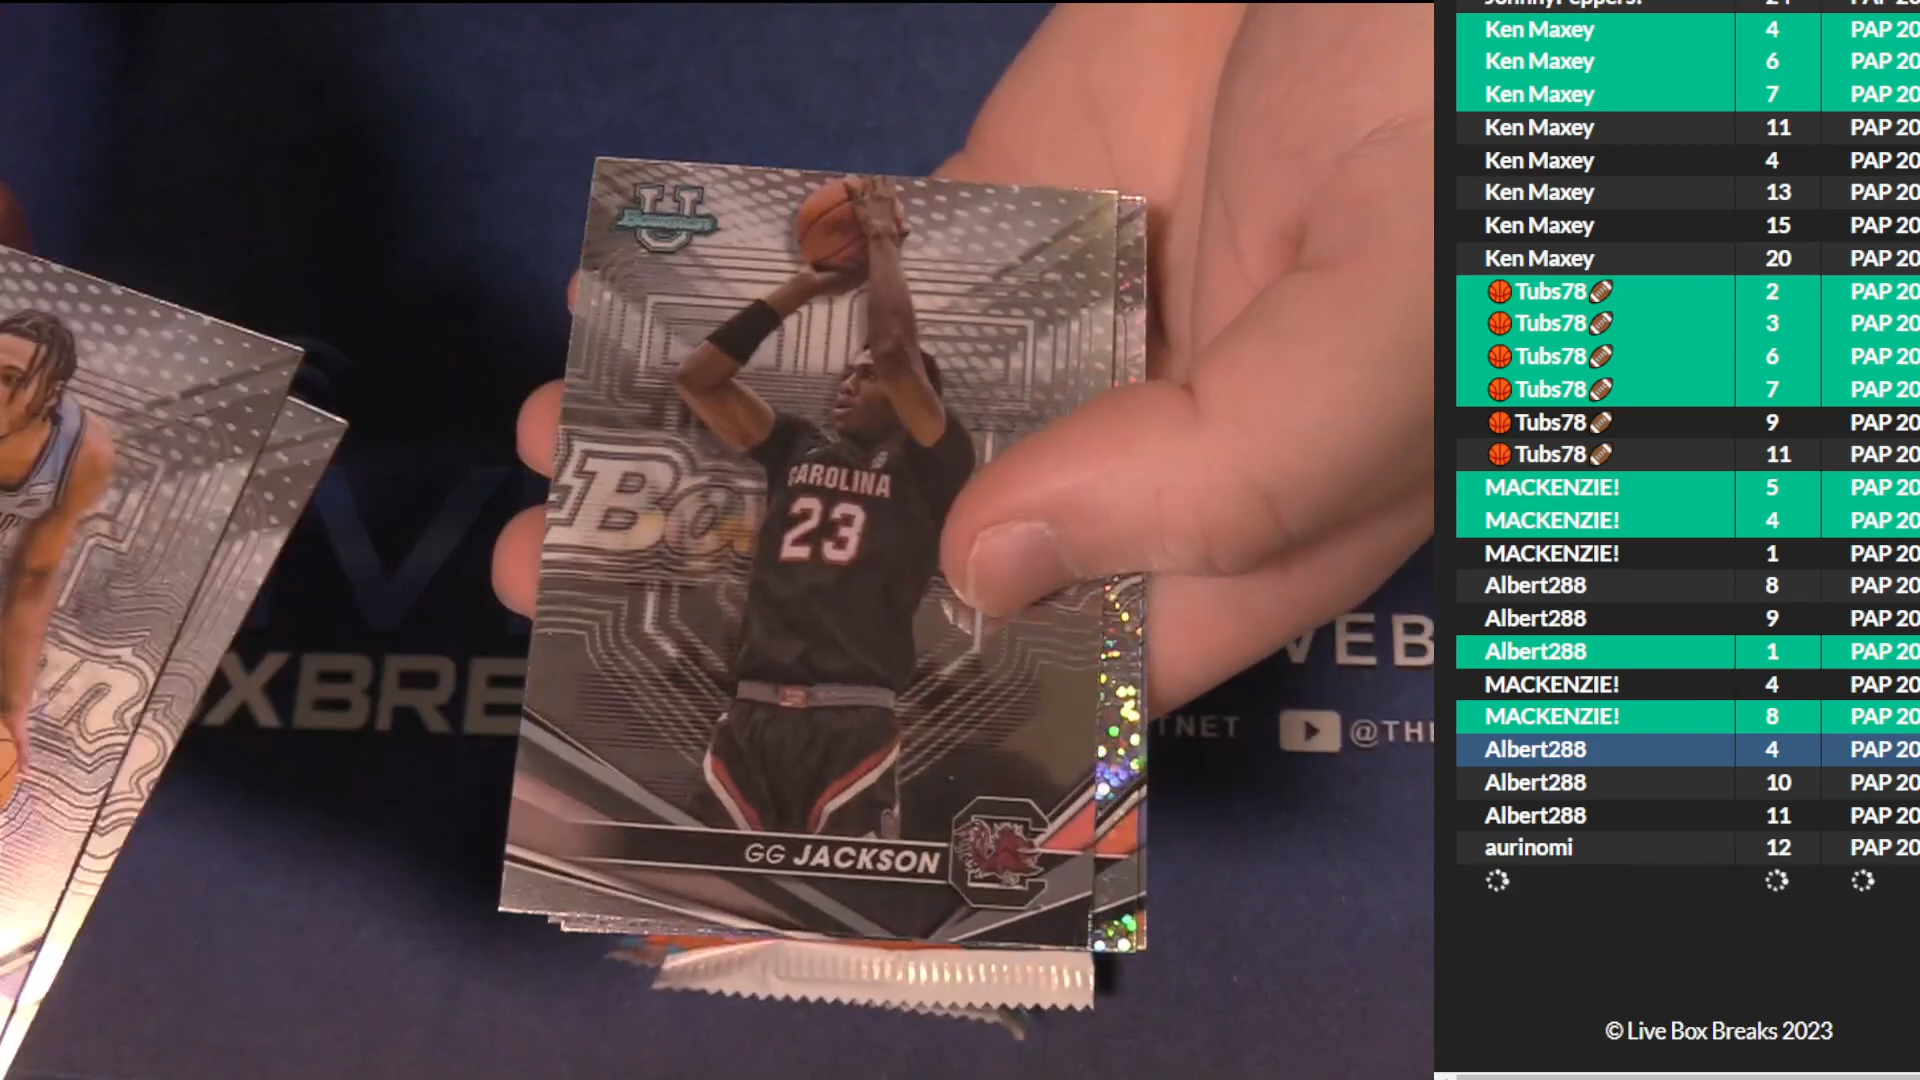 Ken Maxey 4 PAP 20
Ken Maxey 6 PAP 20
Ken Maxey 7 PAP 20
Ken Maxey 11 PAP 20
Ken Maxey 4 PAP 20
Ken Maxey 13 PAP 20
Ken Maxey 15 PAP 20
Ken Maxey 20 PAP 20
🏀Tubs78🏈 2 PAP 20
🏀Tubs78🏈 3 PAP 20
🏀Tubs78🏈 6 PAP 20
🏀Tubs78🏈 7 PAP 20
🏀Tubs78🏈 9 PAP 20
🏀Tubs78🏈 11 PAP 20
MACKENZIE! 5 PAP 20
MACKENZIE! 4 PAP 20
MACKENZIE! 1 PAP 20
Albert288 8 PAP 20
Albert288 9 PAP 20
Albert288 1 PAP 20
MACKENZIE! 4 PAP 20
MACKENZIE! 8 PAP 20
Albert288 4 PAP 20
Albert288 10 PAP 20
Albert288 11 PAP 20
aurinomi 12 PAP 20
© Live Box Breaks 2023
U
Bowman
Bo
CAROLINA
23
GG JACKSON
C
XBRE
VEB
TNET
@THE